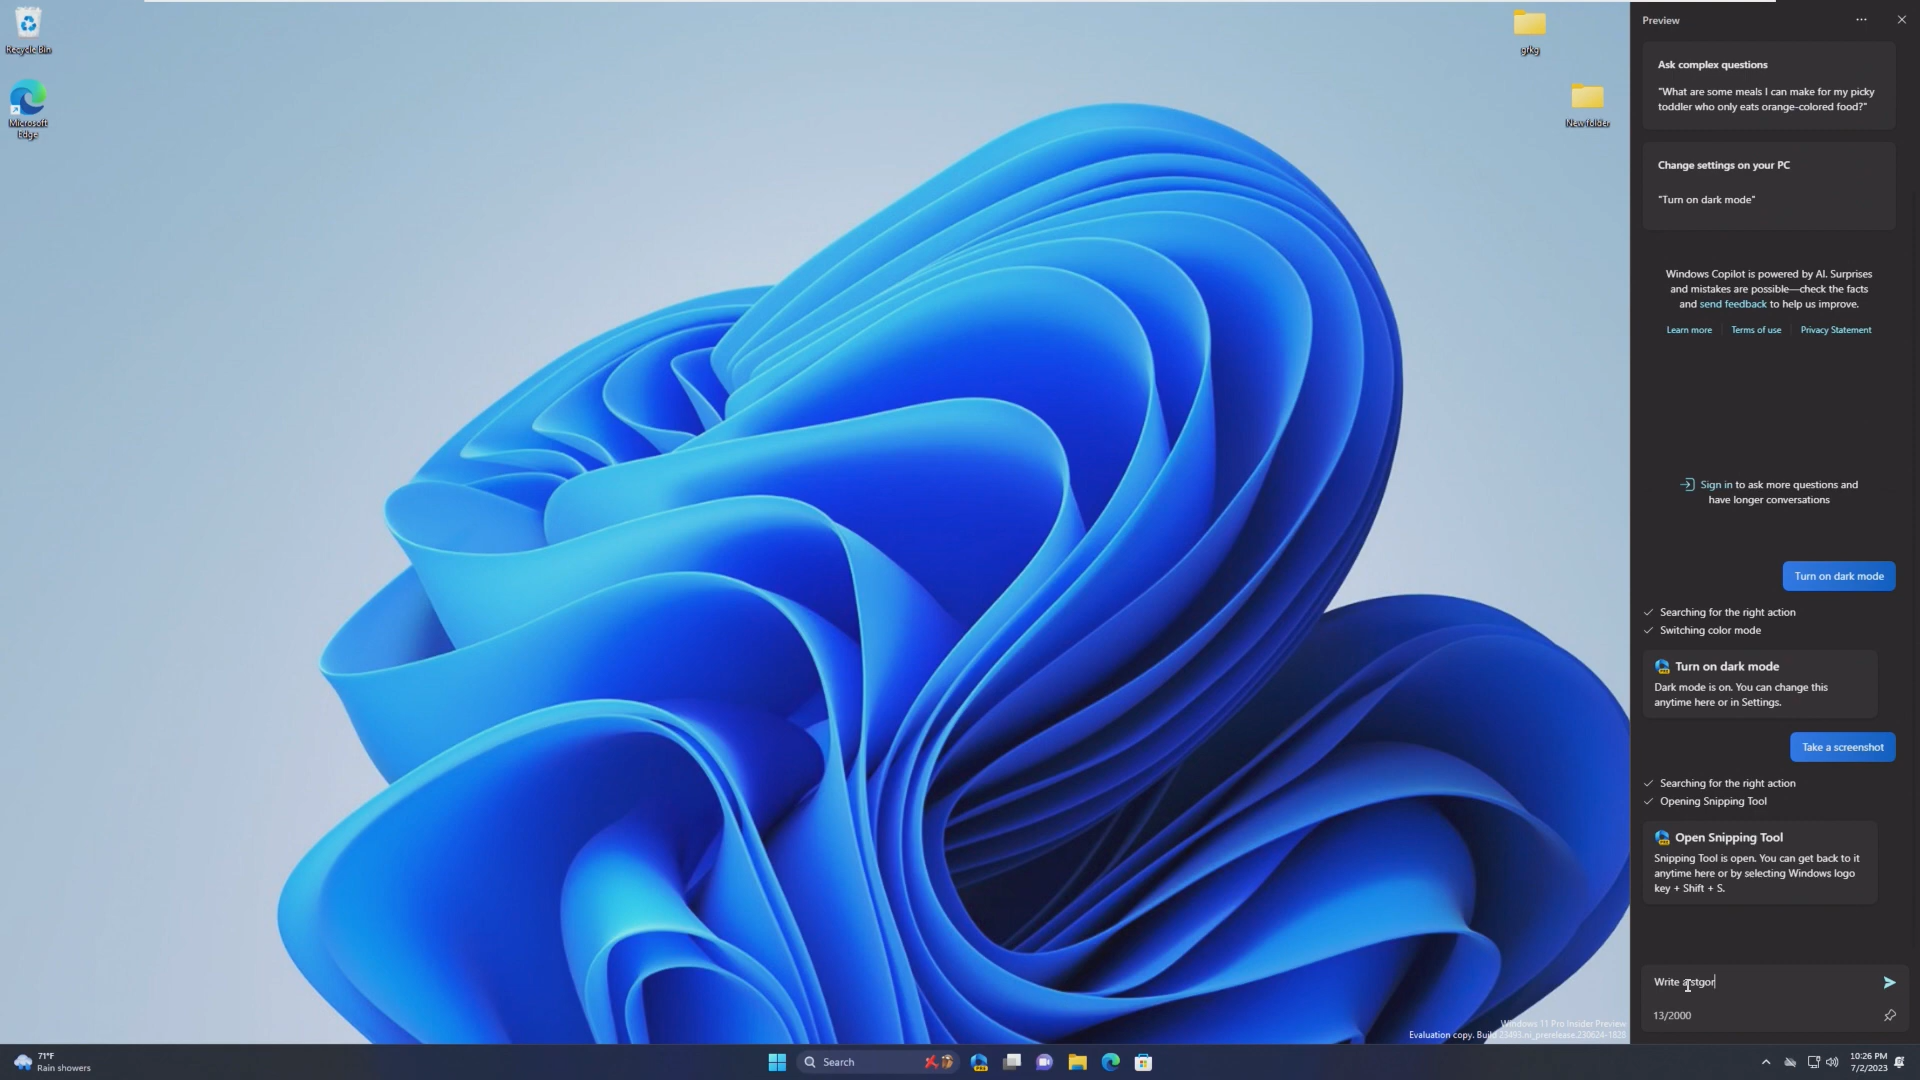 Recycle Bin
Microsoft
Edge
grkg
New folder
Preview
Ask complex questions
"What are some meals I can make for my picky
toddler who only eats orange-colored food?"
Change settings on your PC
"Turn on dark mode"
Windows Copilot is powered by AI. Surprises
and mistakes are possible—check the facts
and send feedback to help us improve.
Learn more
Terms of use
Privacy Statement
Sign in to ask more questions and
have longer conversations
Turn on dark mode
Searching for the right action
Switching color mode
Turn on dark mode
Dark mode is on. You can change this
anytime here or in Settings.
Take a screenshot
Searching for the right action
Opening Snipping Tool
Open Snipping Tool
Snipping Tool is open. You can get back to it
anytime here or by selecting Windows logo
key + Shift + S.
Write a stgor
13/2000
Windows 11 Pro Insider Preview
Evaluation copy. Build 23493.ni_prerelease.230624-1828
71°F
Rain showers
Search
10:26 PM
7/2/2023